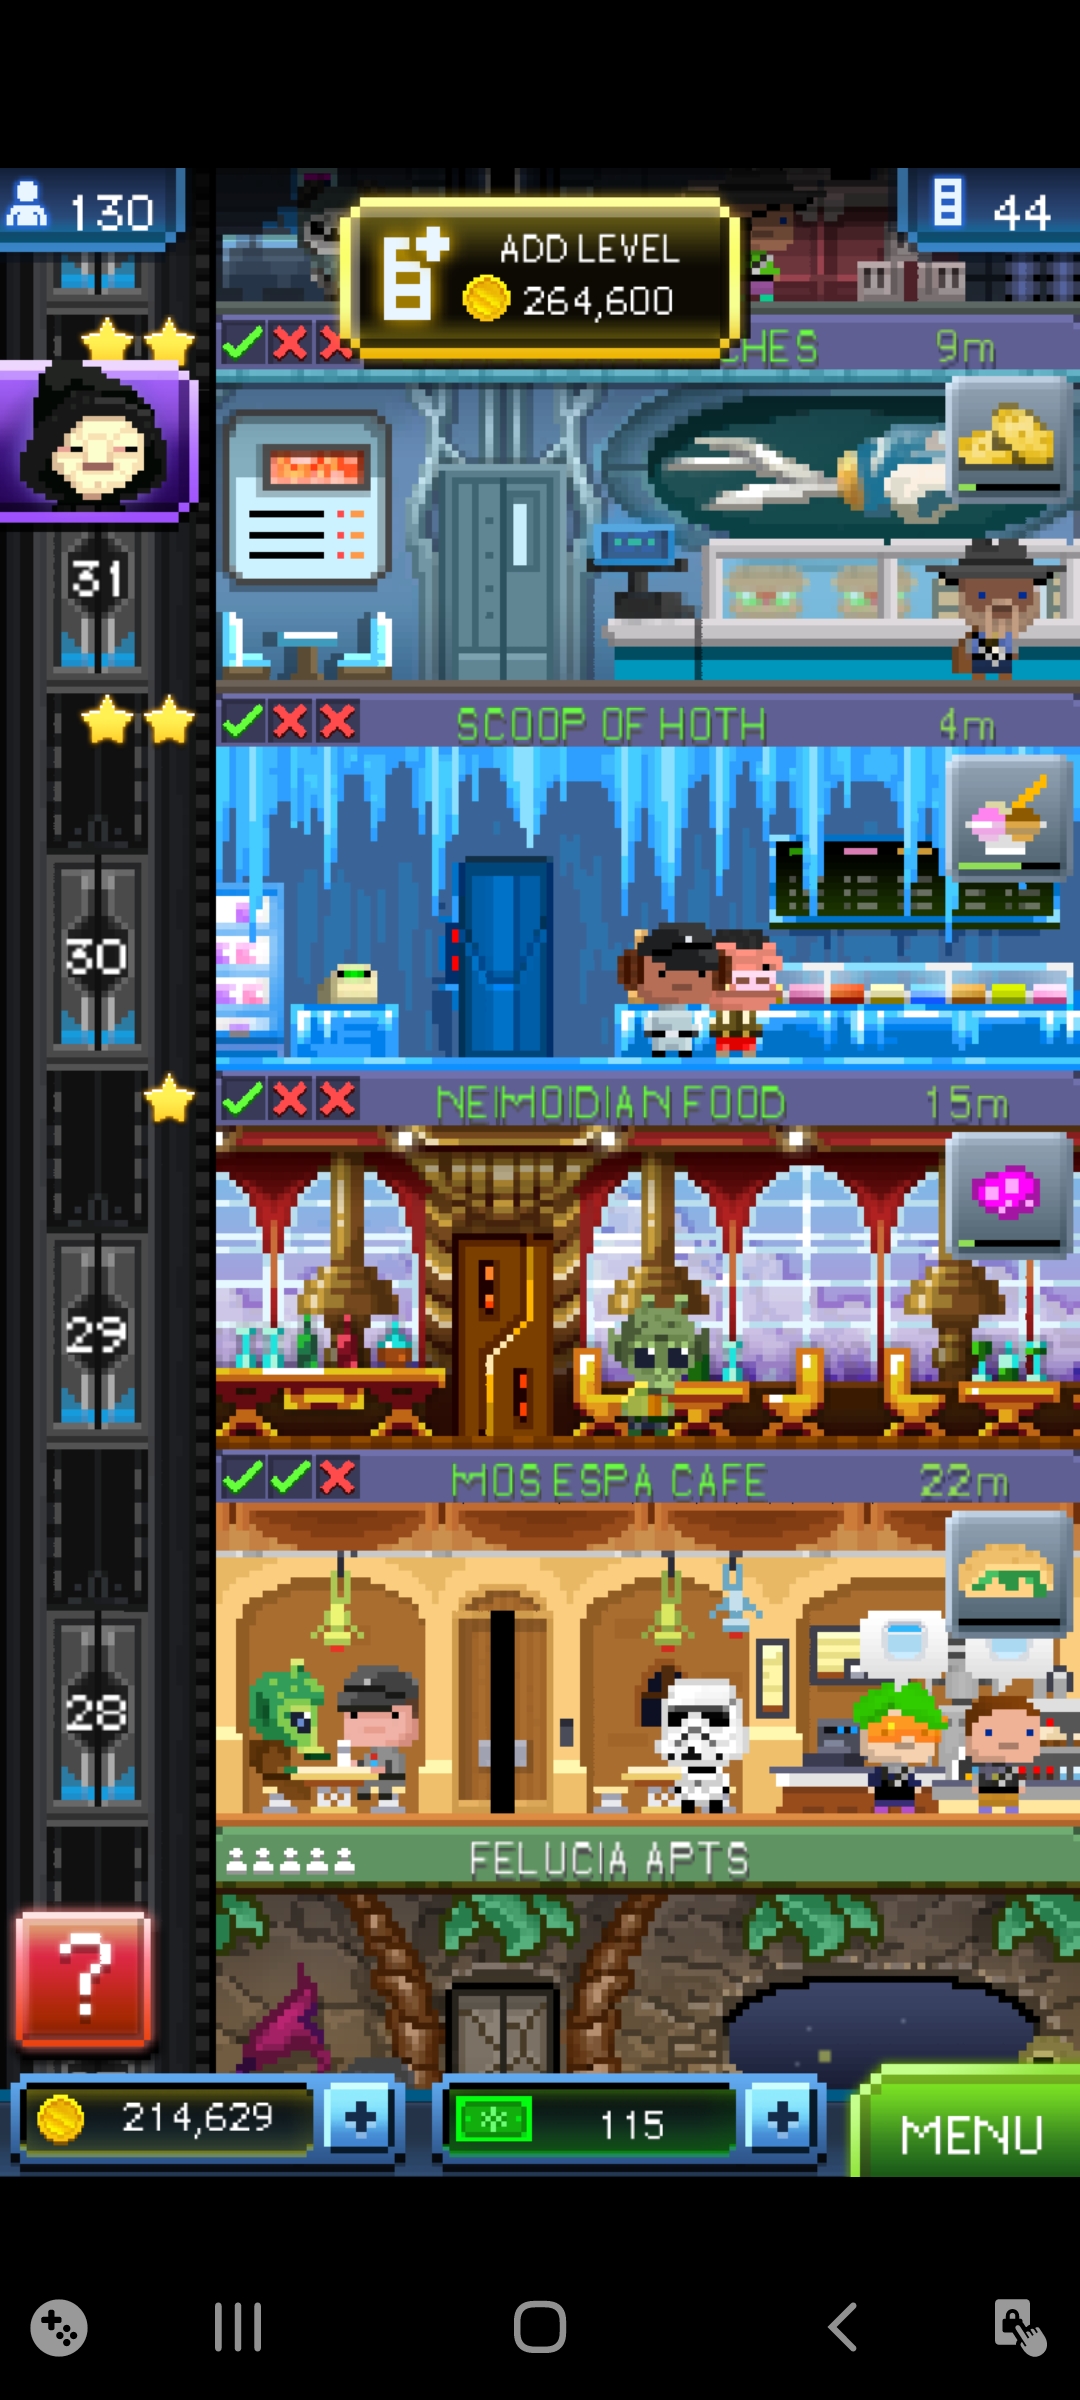 130
44
ADD LEVEL
264,600
CHES 9m
31
SCOOP OF HOTH 4m
30
NEIMOIDIAN FOOD 15m
29
MOS ESPA CAFE 22m
28
FELUCIA APTS
?
214,629 +
115 +
MENU